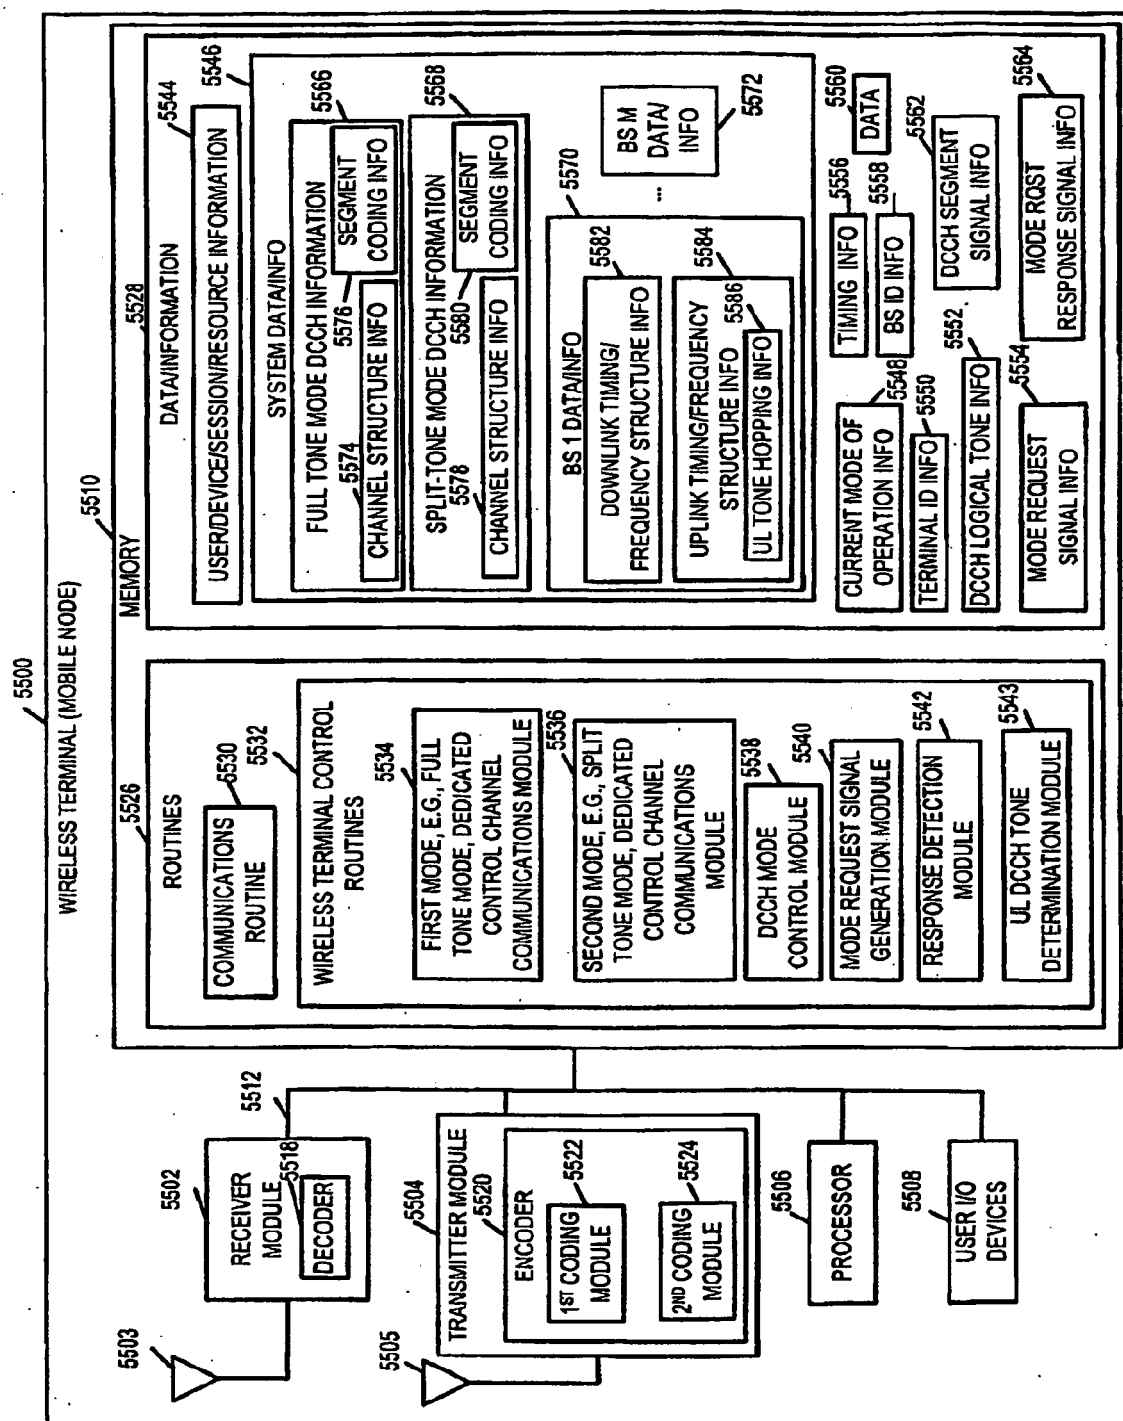 WIRELESS TERMINAL (MOBILE NODE)
5500
5503
5502
RECEIVER
MODULE
5518
DECODER
5512
5505
5504
TRANSMITTER MODULE
5520
ENCODER
5522
1ST CODING
MODULE
5524
2ND CODING
MODULE
5506
PROCESSOR
5508
USER I/O
DEVICES
5510
MEMORY
5526
ROUTINES
5530
COMMUNICATIONS
ROUTINE
5532
WIRELESS TERMINAL CONTROL
ROUTINES
5534
FIRST MODE, E.G., FULL
TONE MODE, DEDICATED
CONTROL CHANNEL
COMMUNICATIONS MODULE
5536
SECOND MODE, E.G., SPLIT
TONE MODE, DEDICATED
CONTROL CHANNEL
COMMUNICATIONS
MODULE
5538
DCCH MODE
CONTROL MODULE
5540
MODE REQUEST SIGNAL
GENERATION MODULE
5542
RESPONSE DETECTION
MODULE
5543
UL DCCH TONE
DETERMINATION MODULE
5528
DATA/INFORMATION
5544
USER/DEVICE/SESSION/RESOURCE INFORMATION
5546
SYSTEM DATA/INFO
5566
FULL TONE MODE DCCH INFORMATION
5574
CHANNEL STRUCTURE INFO
5576
SEGMENT
CODING INFO
5568
SPLIT-TONE MODE DCCH INFORMATION
5578
CHANNEL STRUCTURE INFO
5580
SEGMENT
CODING INFO
5570
BS 1 DATA/INFO
5582
DOWNLINK TIMING/
FREQUENCY STRUCTURE INFO
5584
UPLINK TIMING/FREQUENCY
STRUCTURE INFO
5586
UL TONE HOPPING INFO
...
BS M
DATA/
INFO
5572
5548
CURRENT MODE OF
OPERATION INFO
5556
TIMING INFO
5560
DATA
5550
TERMINAL ID INFO
5558
BS ID INFO
5552
DCCH LOGICAL TONE INFO
5562
DCCH SEGMENT
SIGNAL INFO
5554
MODE REQUEST
SIGNAL INFO
5564
MODE RQST
RESPONSE SIGNAL INFO